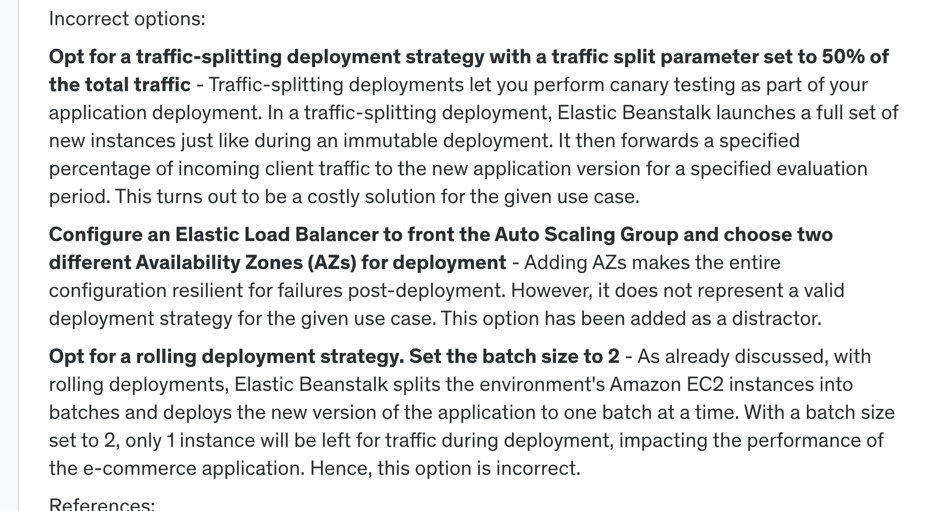 Incorrect options:
Opt for a traffic-splitting deployment strategy with a traffic split parameter set to 50% of
the total traffic - Traffic-splitting deployments let you perform canary testing as part of your
application deployment. In a traffic-splitting deployment, Elastic Beanstalk launches a full set of
new instances just like during an immutable deployment. It then forwards a specified
percentage of incoming client traffic to the new application version for a specified evaluation
period. This turns out to be a costly solution for the given use case.
Configure an Elastic Load Balancer to front the Auto Scaling Group and choose two
different Availability Zones (AZs) for deployment - Adding AZs makes the entire
configuration resilient for failures post-deployment. However, it does not represent a valid
deployment strategy for the given use case. This option has been added as a distractor.
Opt for a rolling deployment strategy. Set the batch size to 2 - As already discussed, with
rolling deployments, Elastic Beanstalk splits the environment's Amazon EC2 instances into
batches and deploys the new version of the application to one batch at a time. With a batch size
set to 2, only 1 instance will be left for traffic during deployment, impacting the performance of
the e-commerce application. Hence, this option is incorrect.
References: